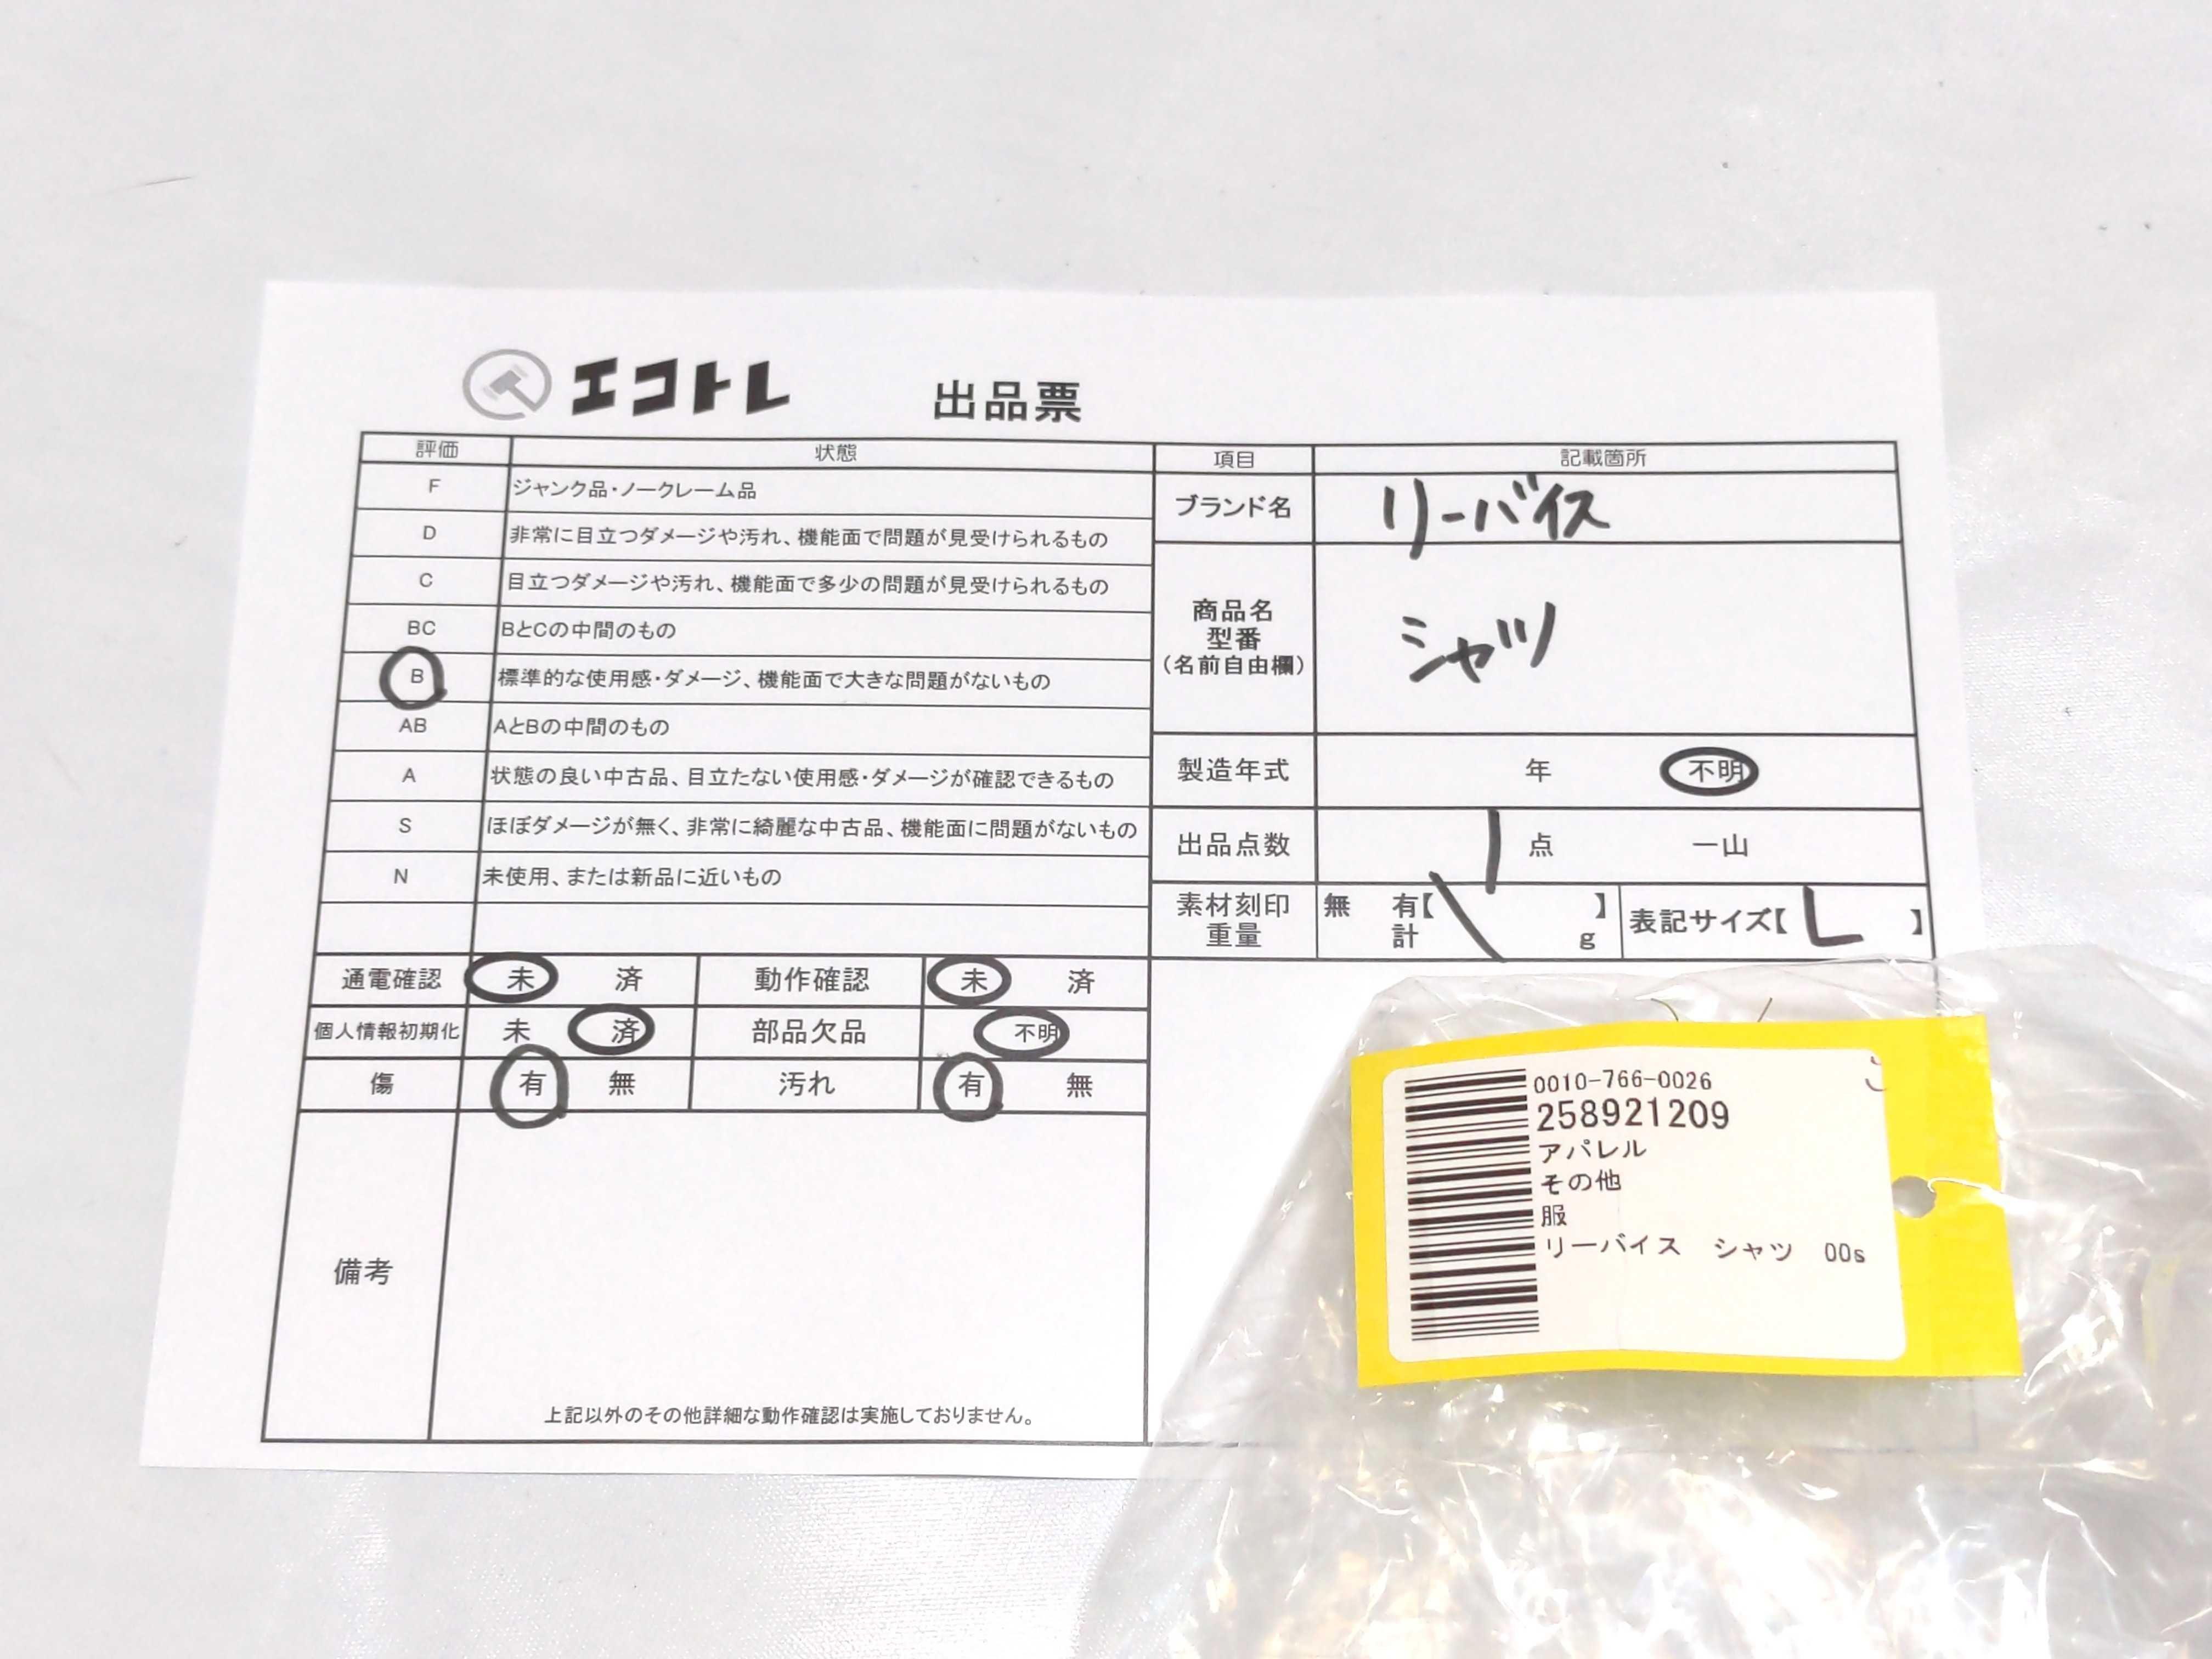 エコトレ 出品票
評価 状態
F ジャンク品・ノークレーム品
D 非常に目立つダメージや汚れ、機能面で問題が見受けられるもの
C 目立つダメージや汚れ、機能面で多少の問題が見受けられるもの
BC BとCの中間のもの
B 標準的な使用感・ダメージ、機能面で大きな問題がないもの
AB AとBの中間のもの
A 状態の良い中古品、目立たない使用感・ダメージが確認できるもの
S ほぼダメージが無く、非常に綺麗な中古品、機能面に問題がないもの
N 未使用、または新品に近いもの
通電確認 未 済 動作確認 未 済
個人情報初期化 未 済 部品欠品 不明
傷 有 無 汚れ 有 無
備考
上記以外のその他詳細な動作確認は実施しておりません。
項目 記載箇所
ブランド名 リーバイス
商品名
型番
(名前自由欄)
シャツ
製造年式 年 不明
出品点数 1 点 一山
素材刻印 無 有【 】
重量 計 g
表記サイズ【 L 】
0010-766-0026
258921209
アパレル
その他
服
リーバイス シャツ 00s